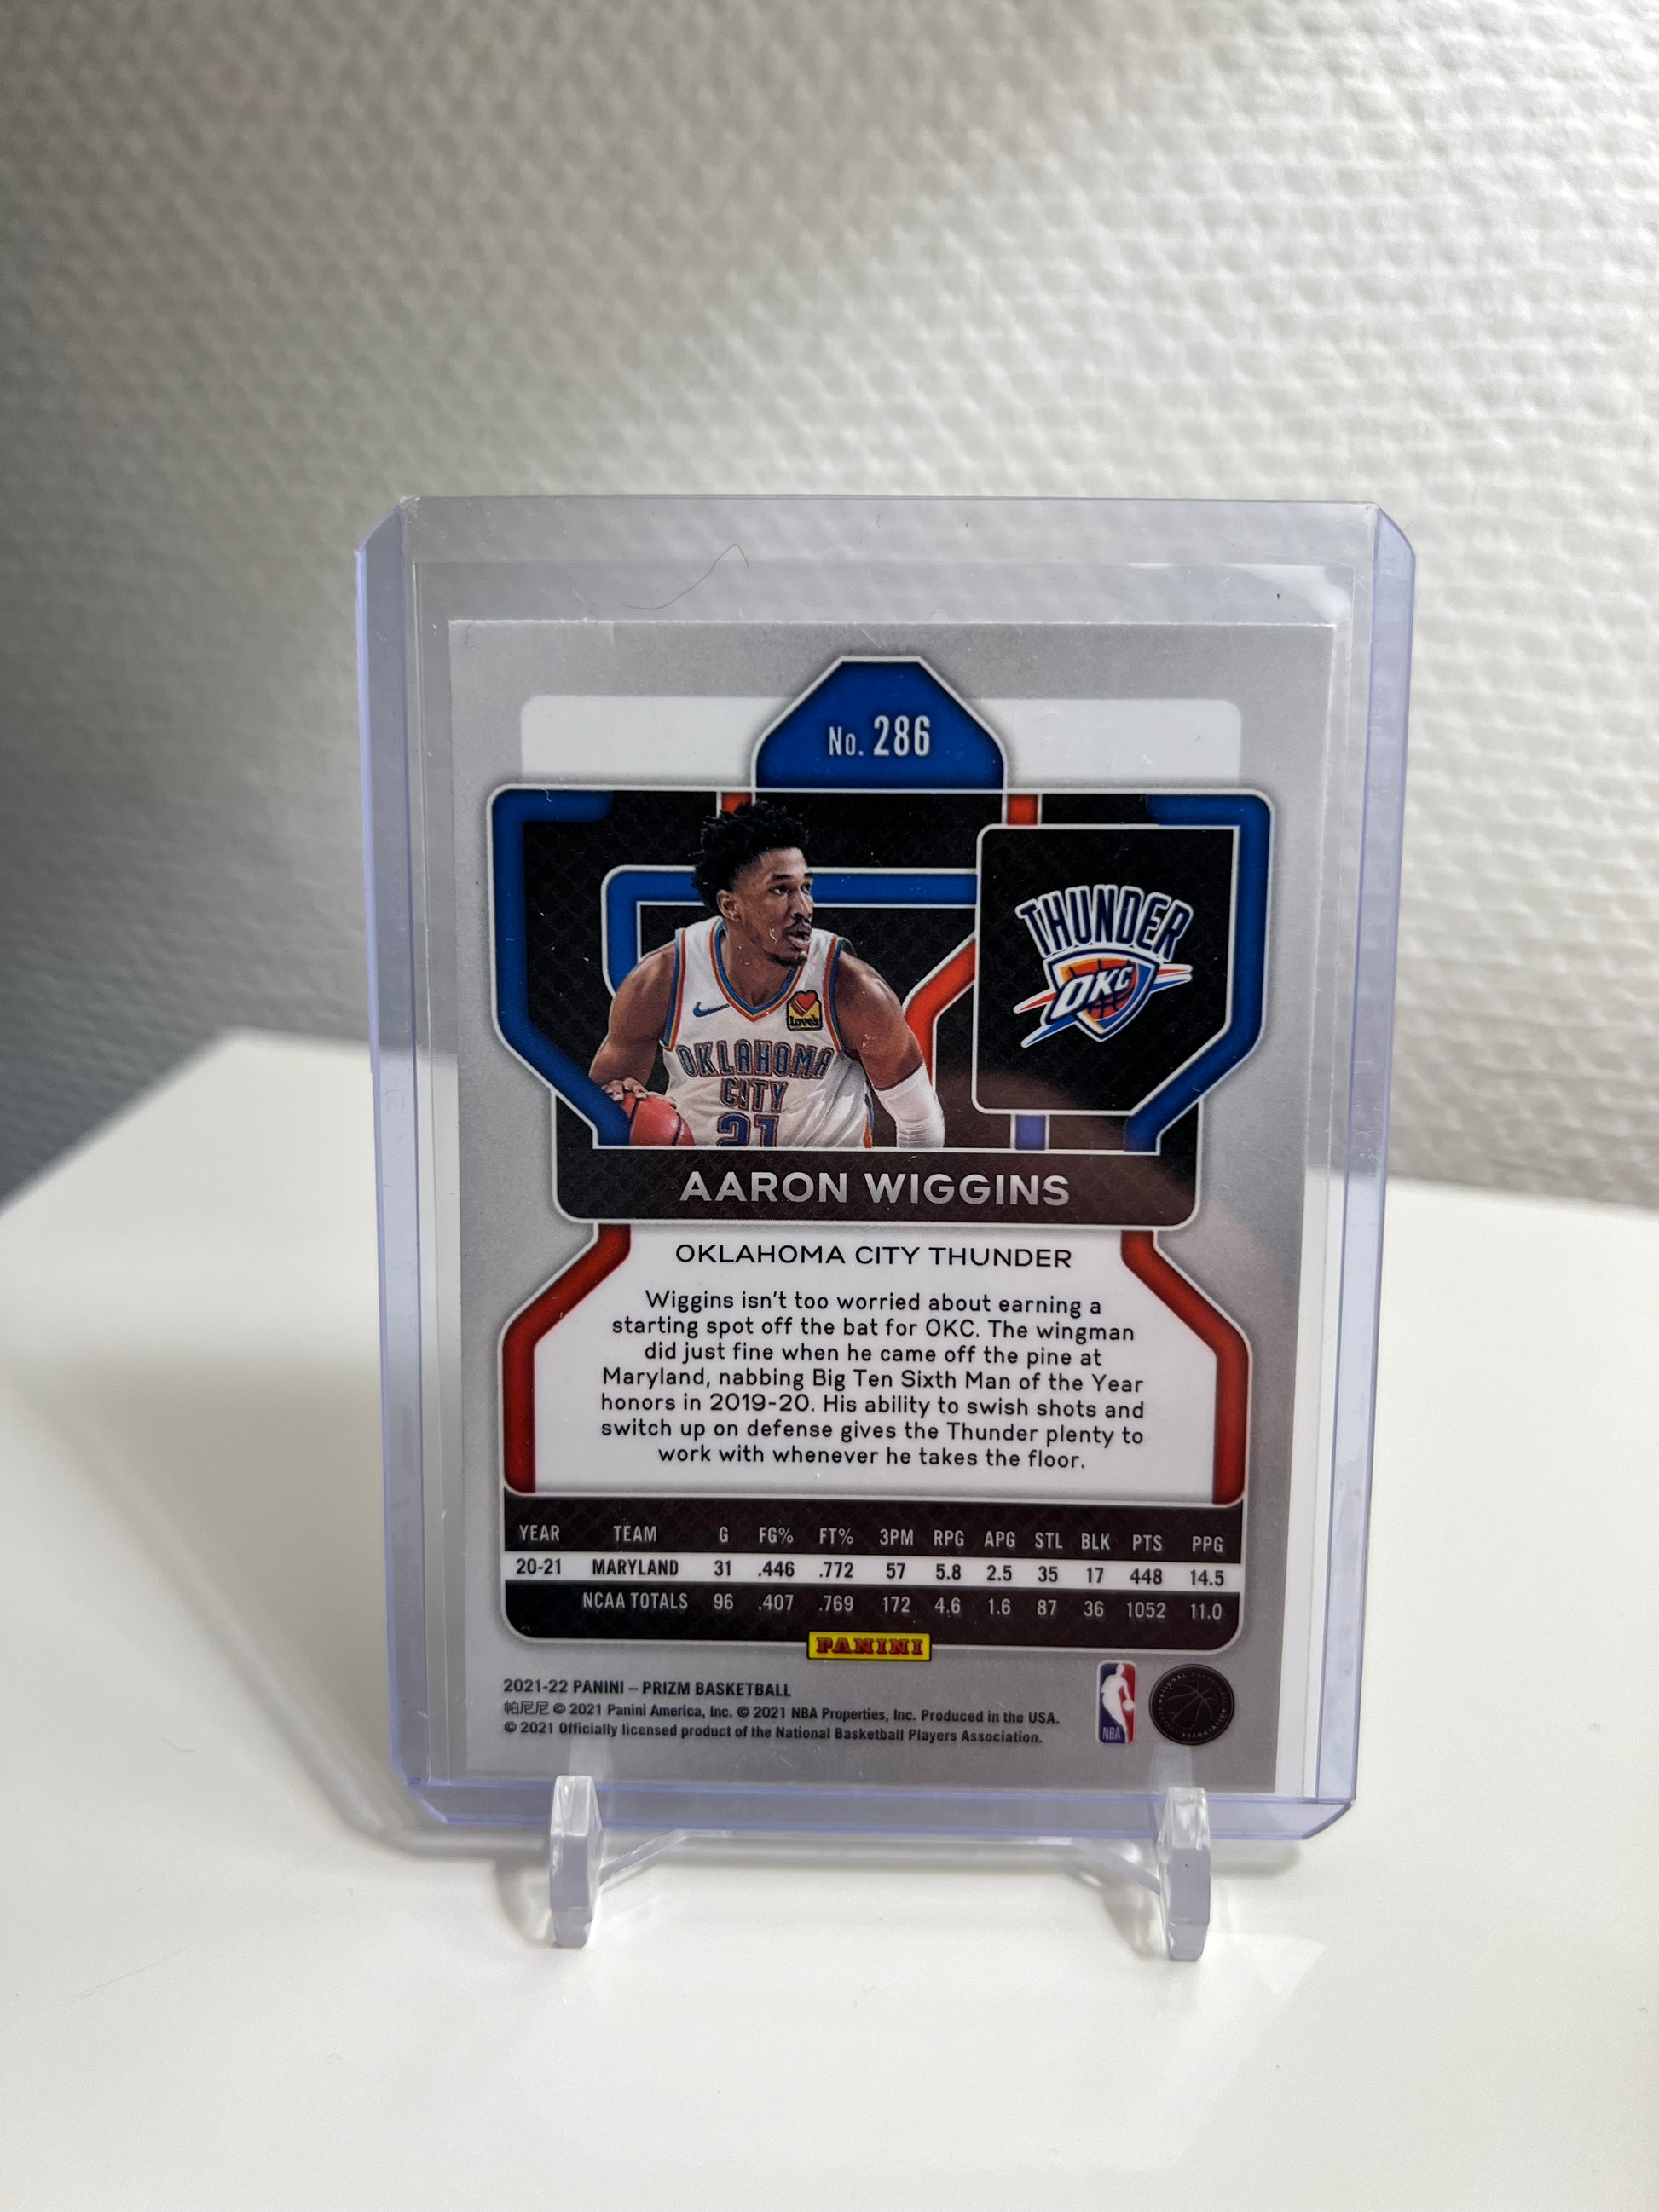 No. 286
THUNDER
OKC
Love's
OKLAHOMA
CITY
21
AARON WIGGINS
OKLAHOMA CITY THUNDER
Wiggins isn't too worried about earning a
starting spot off the bat for OKC. The wingman
did just fine when he came off the pine at
Maryland, nabbing Big Ten Sixth Man of the Year
honors in 2019-20. His ability to swish shots and
switch up on defense gives the Thunder plenty to
work with whenever he takes the floor.
YEAR TEAM G FG% FT% 3PM RPG APG STL BLK PTS PPG
20-21 MARYLAND 31 .446 .772 57 5.8 2.5 35 17 448 14.5
NCAA TOTALS 96 .407 .769 172 4.6 1.6 87 36 1052 11.0
PANINI
2021-22 PANINI – PRIZM BASKETBALL
帕尼尼 © 2021 Panini America, Inc. © 2021 NBA Properties, Inc. Produced in the USA.
© 2021 Officially licensed product of the National Basketball Players Association.
NBA